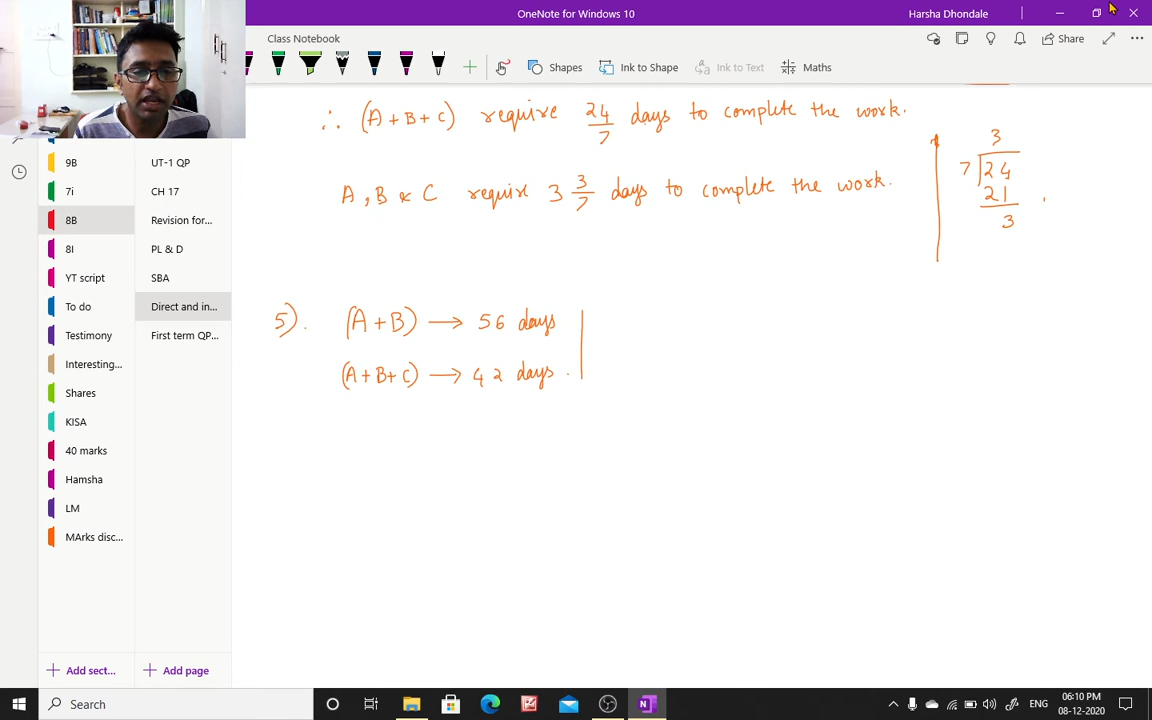 OneNote for Windows 10
Harsha Dhondale
Class Notebook
Share
Shapes
Ink to Shape
Ink to Text
Maths
∴ (A + B + C) require 24/7 days to complete the work.
A, B & C require 3 3/7 days to complete the work.
3
7 24
21
3
5). (A + B) → 56 days
(A + B + C) → 42 days.
9B
7i
8B
8I
YT script
To do
Testimony
Interesting...
Shares
KISA
40 marks
Hamsha
LM
MArks disc...
UT-1 QP
CH 17
Revision for...
PL & D
SBA
Direct and in...
First term QP...
+ Add sect...
+ Add page
Search
ENG
06:10 PM
08-12-2020